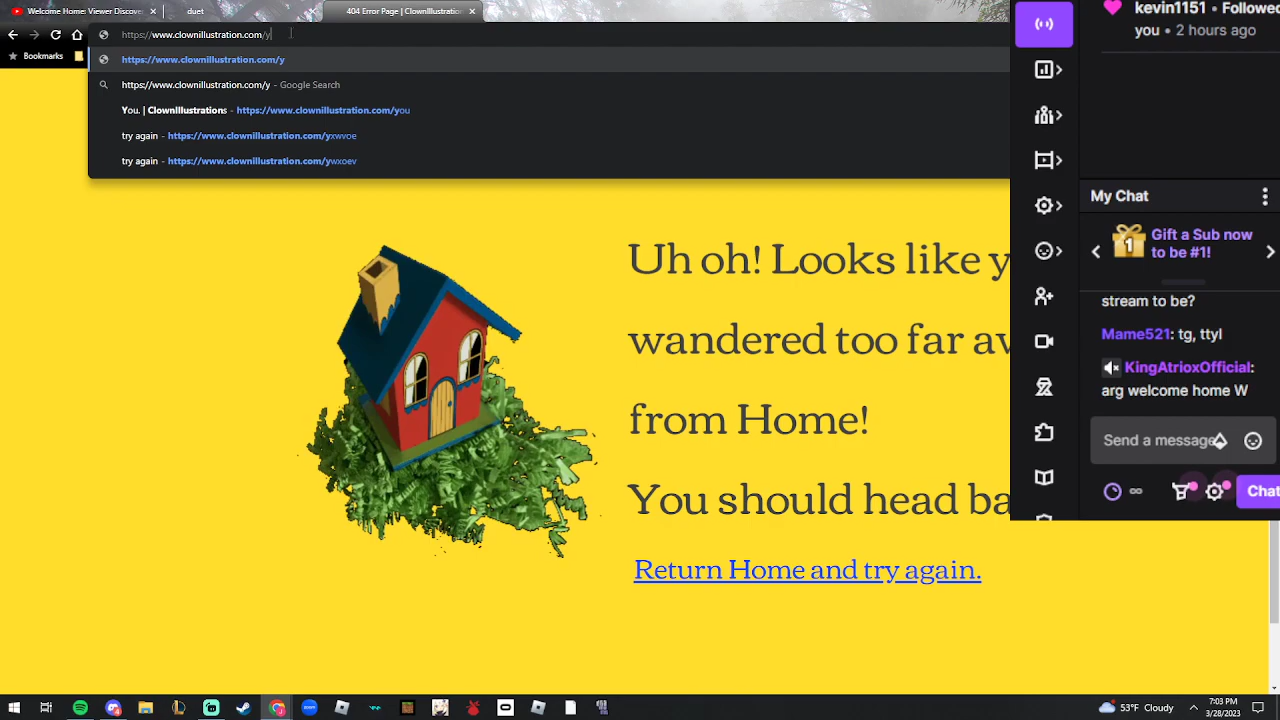 Welcome Home: Viewer Discove
duet
404 Error Page | ClownIllustration
https://www.clownillustration.com/y
Bookmarks
https://www.clownillustration.com/y
https://www.clownillustration.com/y - Google Search
You. | ClownIllustrations - https://www.clownillustration.com/you
try again - https://www.clownillustration.com/yxwvoe
try again - https://www.clownillustration.com/ywxoev
Uh oh! Looks like y
wandered too far av
from Home!
You should head ba
Return Home and try again.
kevin1151 • Followed
you • 2 hours ago
My Chat
1
Gift a Sub now
to be #1!
stream to be?
Mame521: tg, ttyl
KingAtrioxOfficial:
arg welcome home W
Send a message
Chat
53°F Cloudy
7:03 PM
3/28/2023